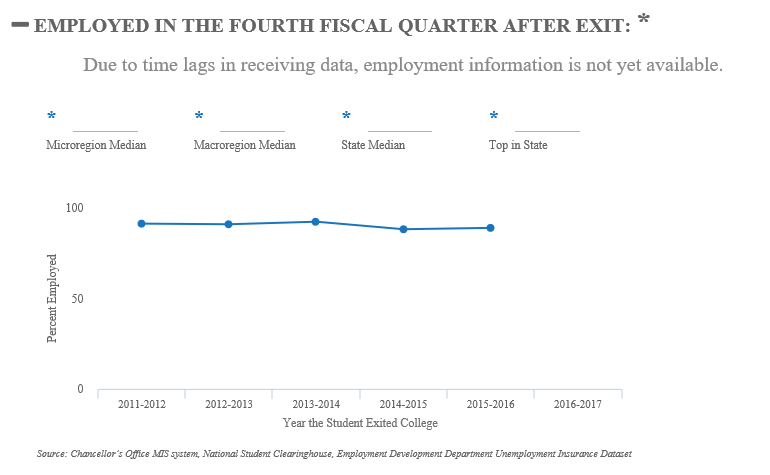 EMPLOYED IN THE FOURTH FISCAL QUARTER AFTER EXIT: *
Due to time lags in receiving data, employment information is not yet available.
* * * *
Microregion Median Macroregion Median State Median Top in State
100
50
0
Percent Employed
2011-2012 2012-2013 2013-2014 2014-2015 2015-2016 2016-2017
Year the Student Exited College
Source: Chancellor's Office MIS system, National Student Clearinghouse, Employment Development Department Unemployment Insurance Dataset